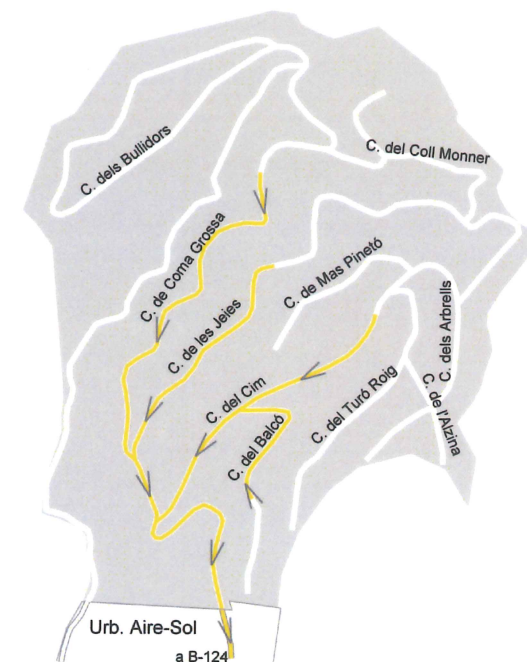 C. dels Bullidors
C. del Coll Monner
C. de Coma Grossa
C. de Mas Pinetó
C. de les Jeies
C. dels Arbrells
C. del Cim
C. del Turó Roig
C. de l'Alzina
C. del Balcó
Urb. Aire-Sol
a B-124